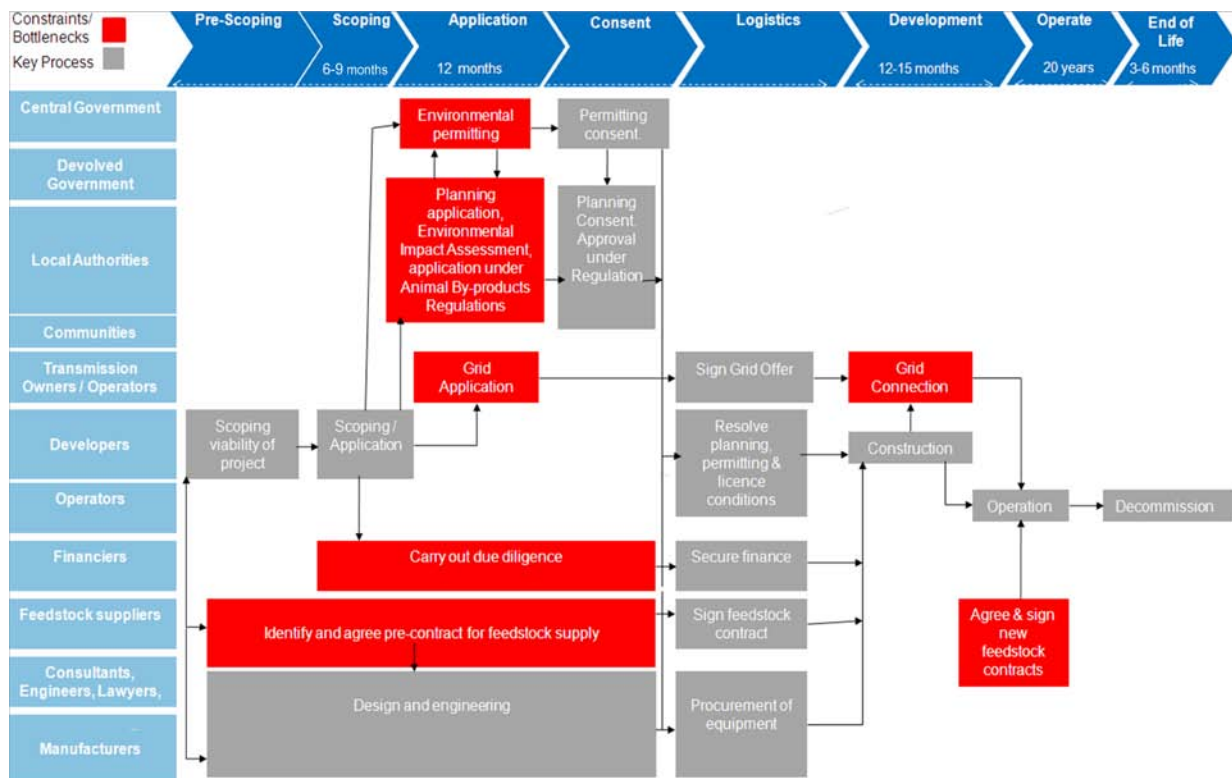 Constraints/
Bottlenecks
Key Process
Pre-Scoping
Scoping
6-9 months
Application
12 months
Consent
Logistics
Development
12-15 months
Operate
20 years
End of
Life
3-6 months
Central Government
Environmental
permitting
Permitting
consent.
Devolved
Government
Planning
application,
Environmental
Impact Assessment,
application under
Animal By-products
Regulations
Planning
Consent.
Approval
under
Regulation
Local Authorities
Communities
Transmission
Owners / Operators
Grid
Application
Sign Grid Offer
Grid
Connection
Developers
Scoping
viability of
project
Scoping /
Application
Resolve
planning,
permitting &
licence
conditions
Construction
Operators
Operation
Decommission
Financiers
Carry out due diligence
Secure finance
Feedstock suppliers
Identify and agree pre-contract for feedstock supply
Sign feedstock
contract
Agree & sign
new
feedstock
contracts
Consultants,
Engineers, Lawyers,
Design and engineering
Procurement of
equipment
Manufacturers